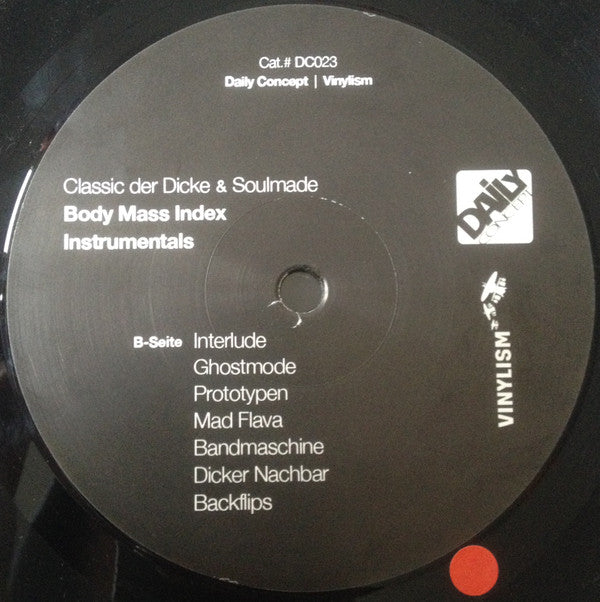 Cat.# DC023
Daily Concept | Vinylism
Classic der Dicke & Soulmade
Body Mass Index
Instrumentals
DAiLY
CONCEPT
VINYLISM
B-Seite Interlude
Ghostmode
Prototypen
Mad Flava
Bandmaschine
Dicker Nachbar
Backflips